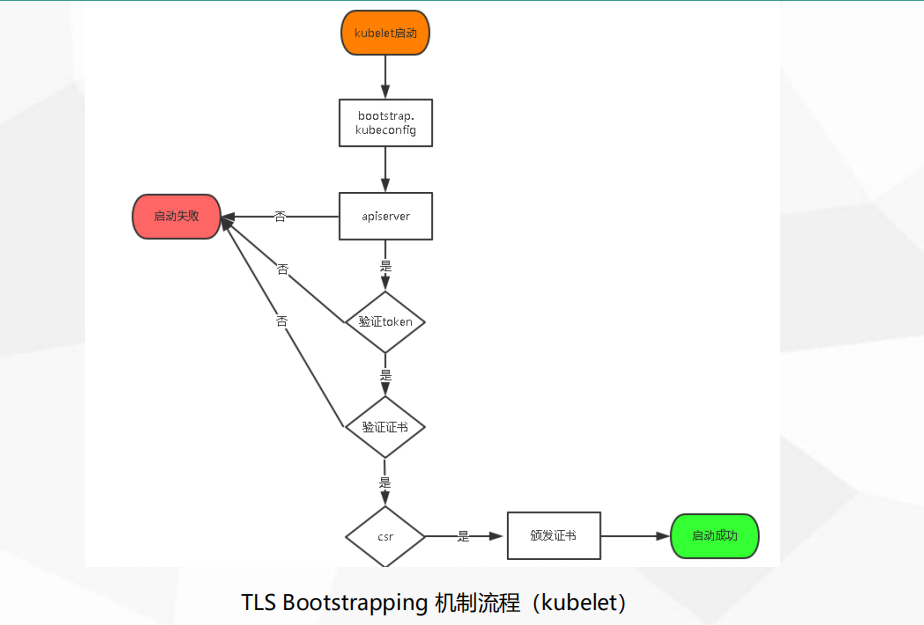 kubelet启动
bootstrap.
kubeconfig
启动失败
否
apiserver
是
否
验证token
否
是
验证证书
是
csr
是
颁发证书
启动成功
TLS Bootstrapping 机制流程（kubelet）